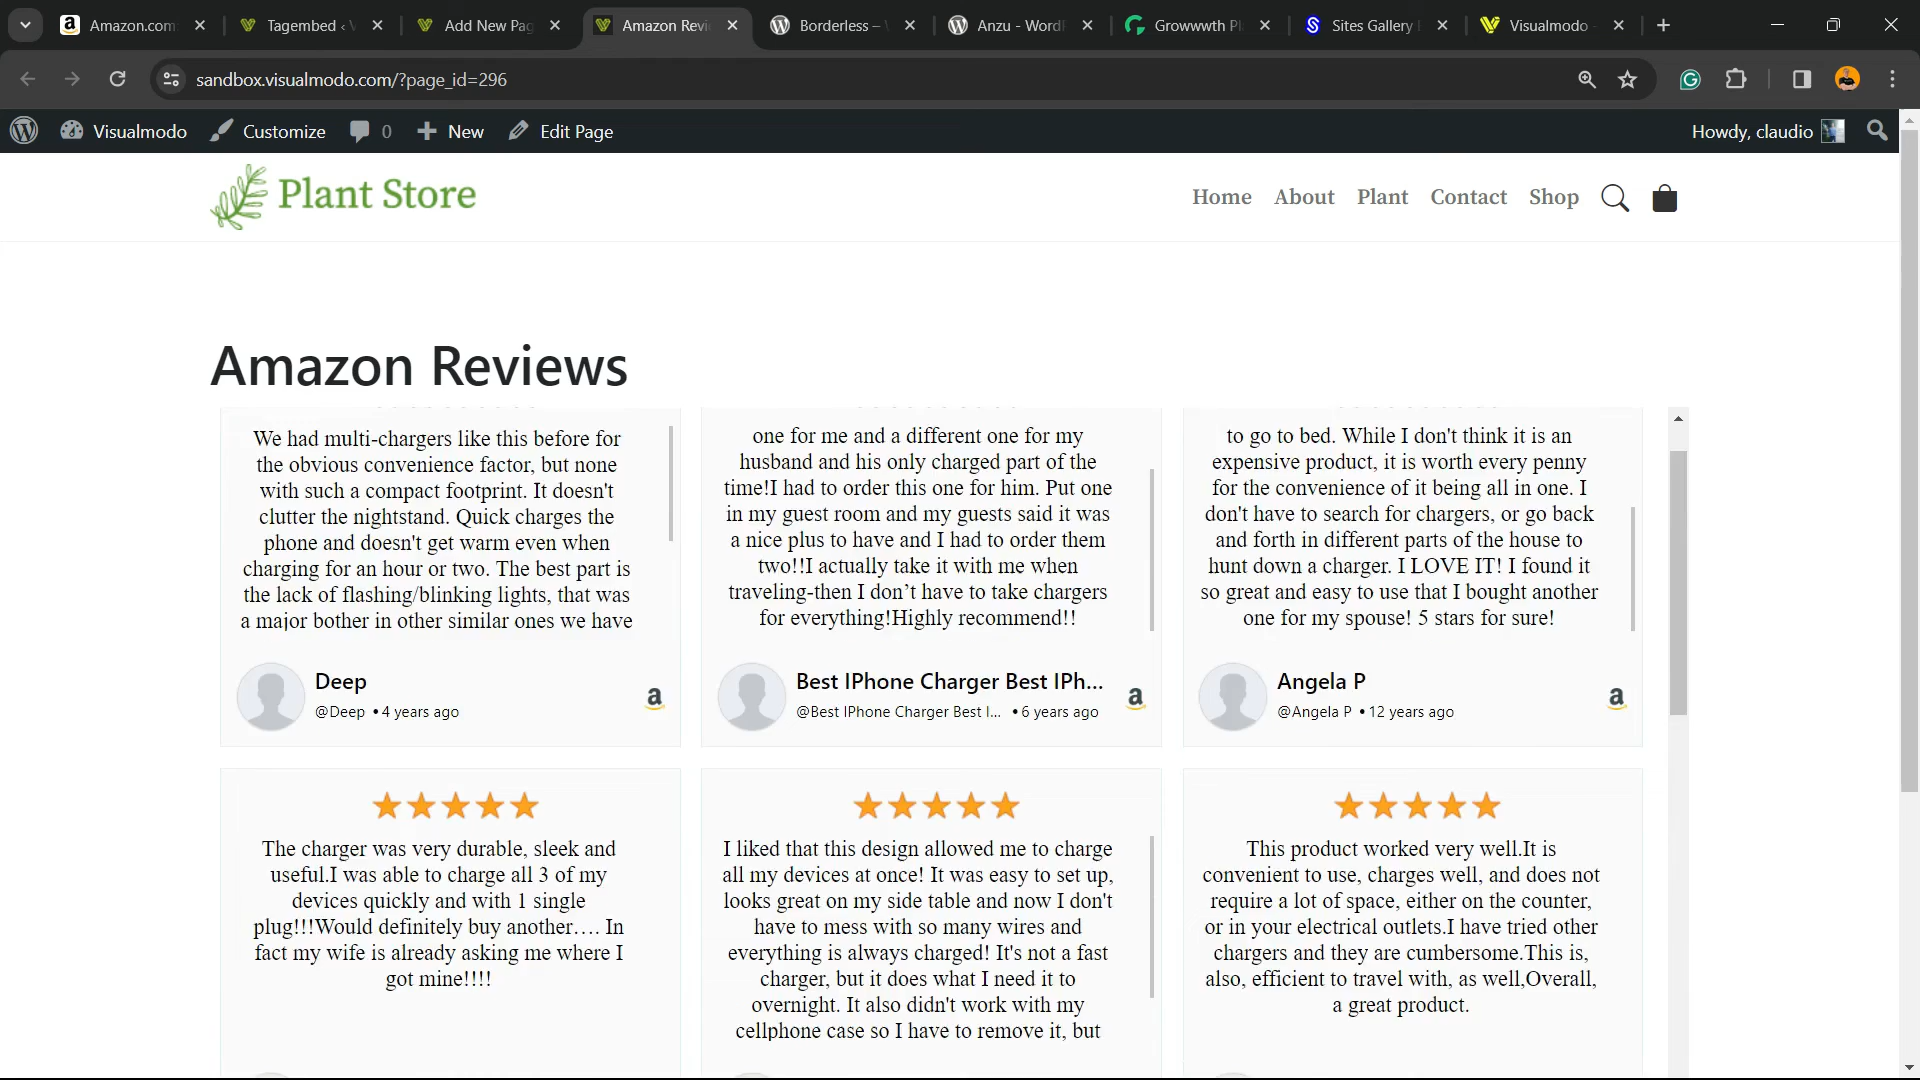 Amazon.com
Tagembed ‹
Add New Pag
Amazon Revi
Borderless –
Anzu - WordP
Growwwth Pl
Sites Gallery
Visualmodo -
sandbox.visualmodo.com/?page_id=296
Visualmodo
Customize
0
New
Edit Page
Howdy, claudio
Plant Store
Home
About
Plant
Contact
Shop
Amazon Reviews
We had multi-chargers like this before for
the obvious convenience factor, but none
with such a compact footprint. It doesn't
clutter the nightstand. Quick charges the
phone and doesn't get warm even when
charging for an hour or two. The best part is
the lack of flashing/blinking lights, that was
a major bother in other similar ones we have
Deep
@Deep • 4 years ago
a
one for me and a different one for my
husband and his only charged part of the
time!I had to order this one for him. Put one
in my guest room and my guests said it was
a nice plus to have and I had to order them
two!!I actually take it with me when
traveling-then I don’t have to take chargers
for everything!Highly recommend!!
Best IPhone Charger Best IPh...
@Best IPhone Charger Best I... • 6 years ago
a
to go to bed. While I don't think it is an
expensive product, it is worth every penny
for the convenience of it being all in one. I
don't have to search for chargers, or go back
and forth in different parts of the house to
hunt down a charger. I LOVE IT! I found it
so great and easy to use that I bought another
one for my spouse! 5 stars for sure!
Angela P
@Angela P • 12 years ago
a
The charger was very durable, sleek and
useful.I was able to charge all 3 of my
devices quickly and with 1 single
plug!!!Would definitely buy another…. In
fact my wife is already asking me where I
got mine!!!!
I liked that this design allowed me to charge
all my devices at once! It was easy to set up,
looks great on my side table and now I don't
have to mess with so many wires and
everything is always charged! It's not a fast
charger, but it does what I need it to
overnight. It also didn't work with my
cellphone case so I have to remove it, but
This product worked very well.It is
convenient to use, charges well, and does not
require a lot of space, either on the counter,
or in your electrical outlets.I have tried other
chargers and they are cumbersome.This is,
also, efficient to travel with, as well,Overall,
a great product.